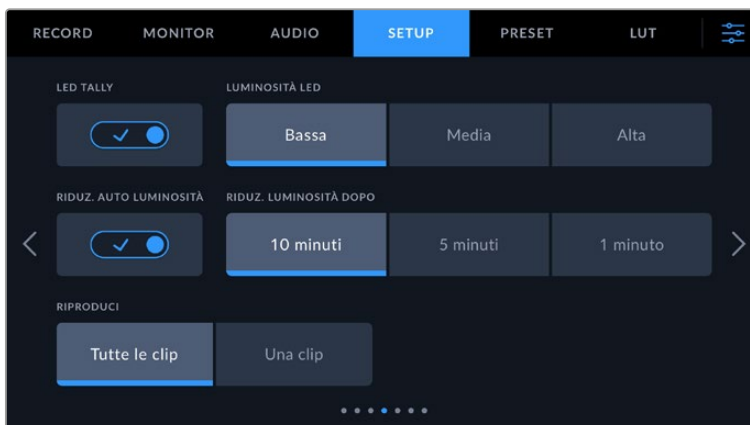 RECORD MONITOR AUDIO SETUP PRESET LUT
LED TALLY LUMINOSITÀ LED
Bassa Media Alta
RIDUZ. AUTO LUMINOSITÀ RIDUZ. LUMINOSITÀ DOPO
10 minuti 5 minuti 1 minuto
RIPRODUCI
Tutte le clip Una clip